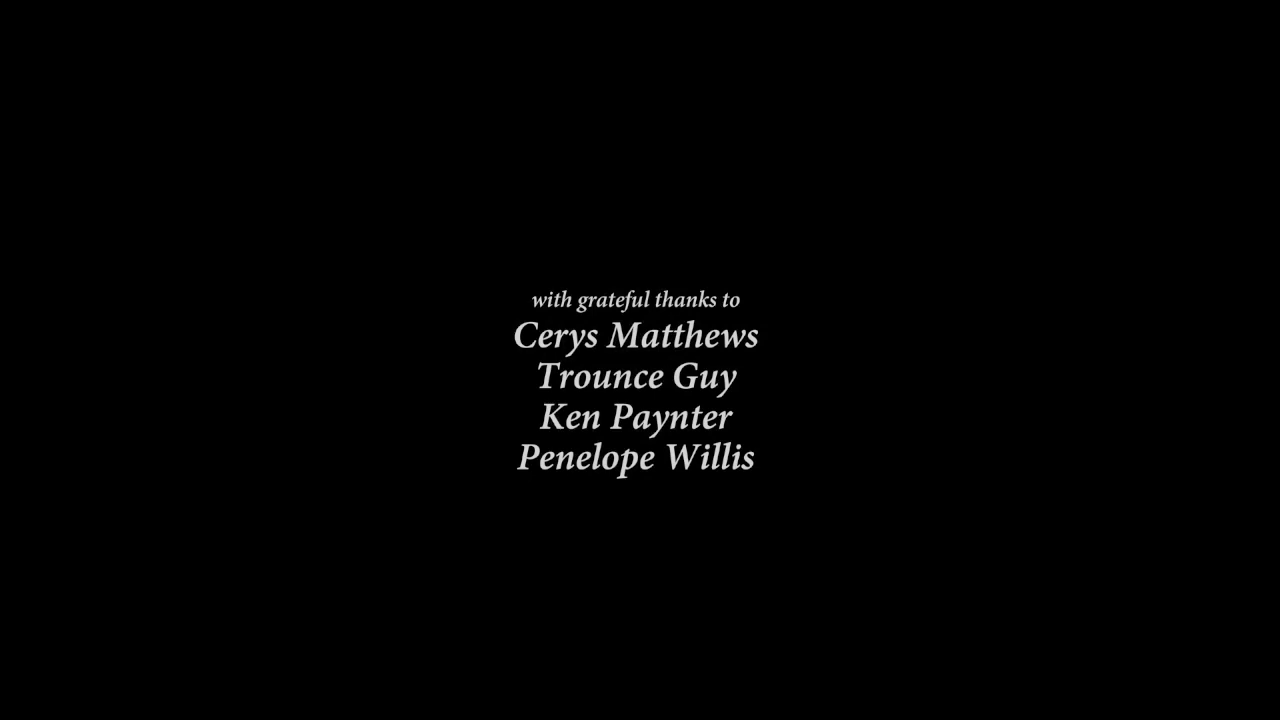 with grateful thanks to
Cerys Matthews
Trounce Guy
Ken Paynter
Penelope Willis